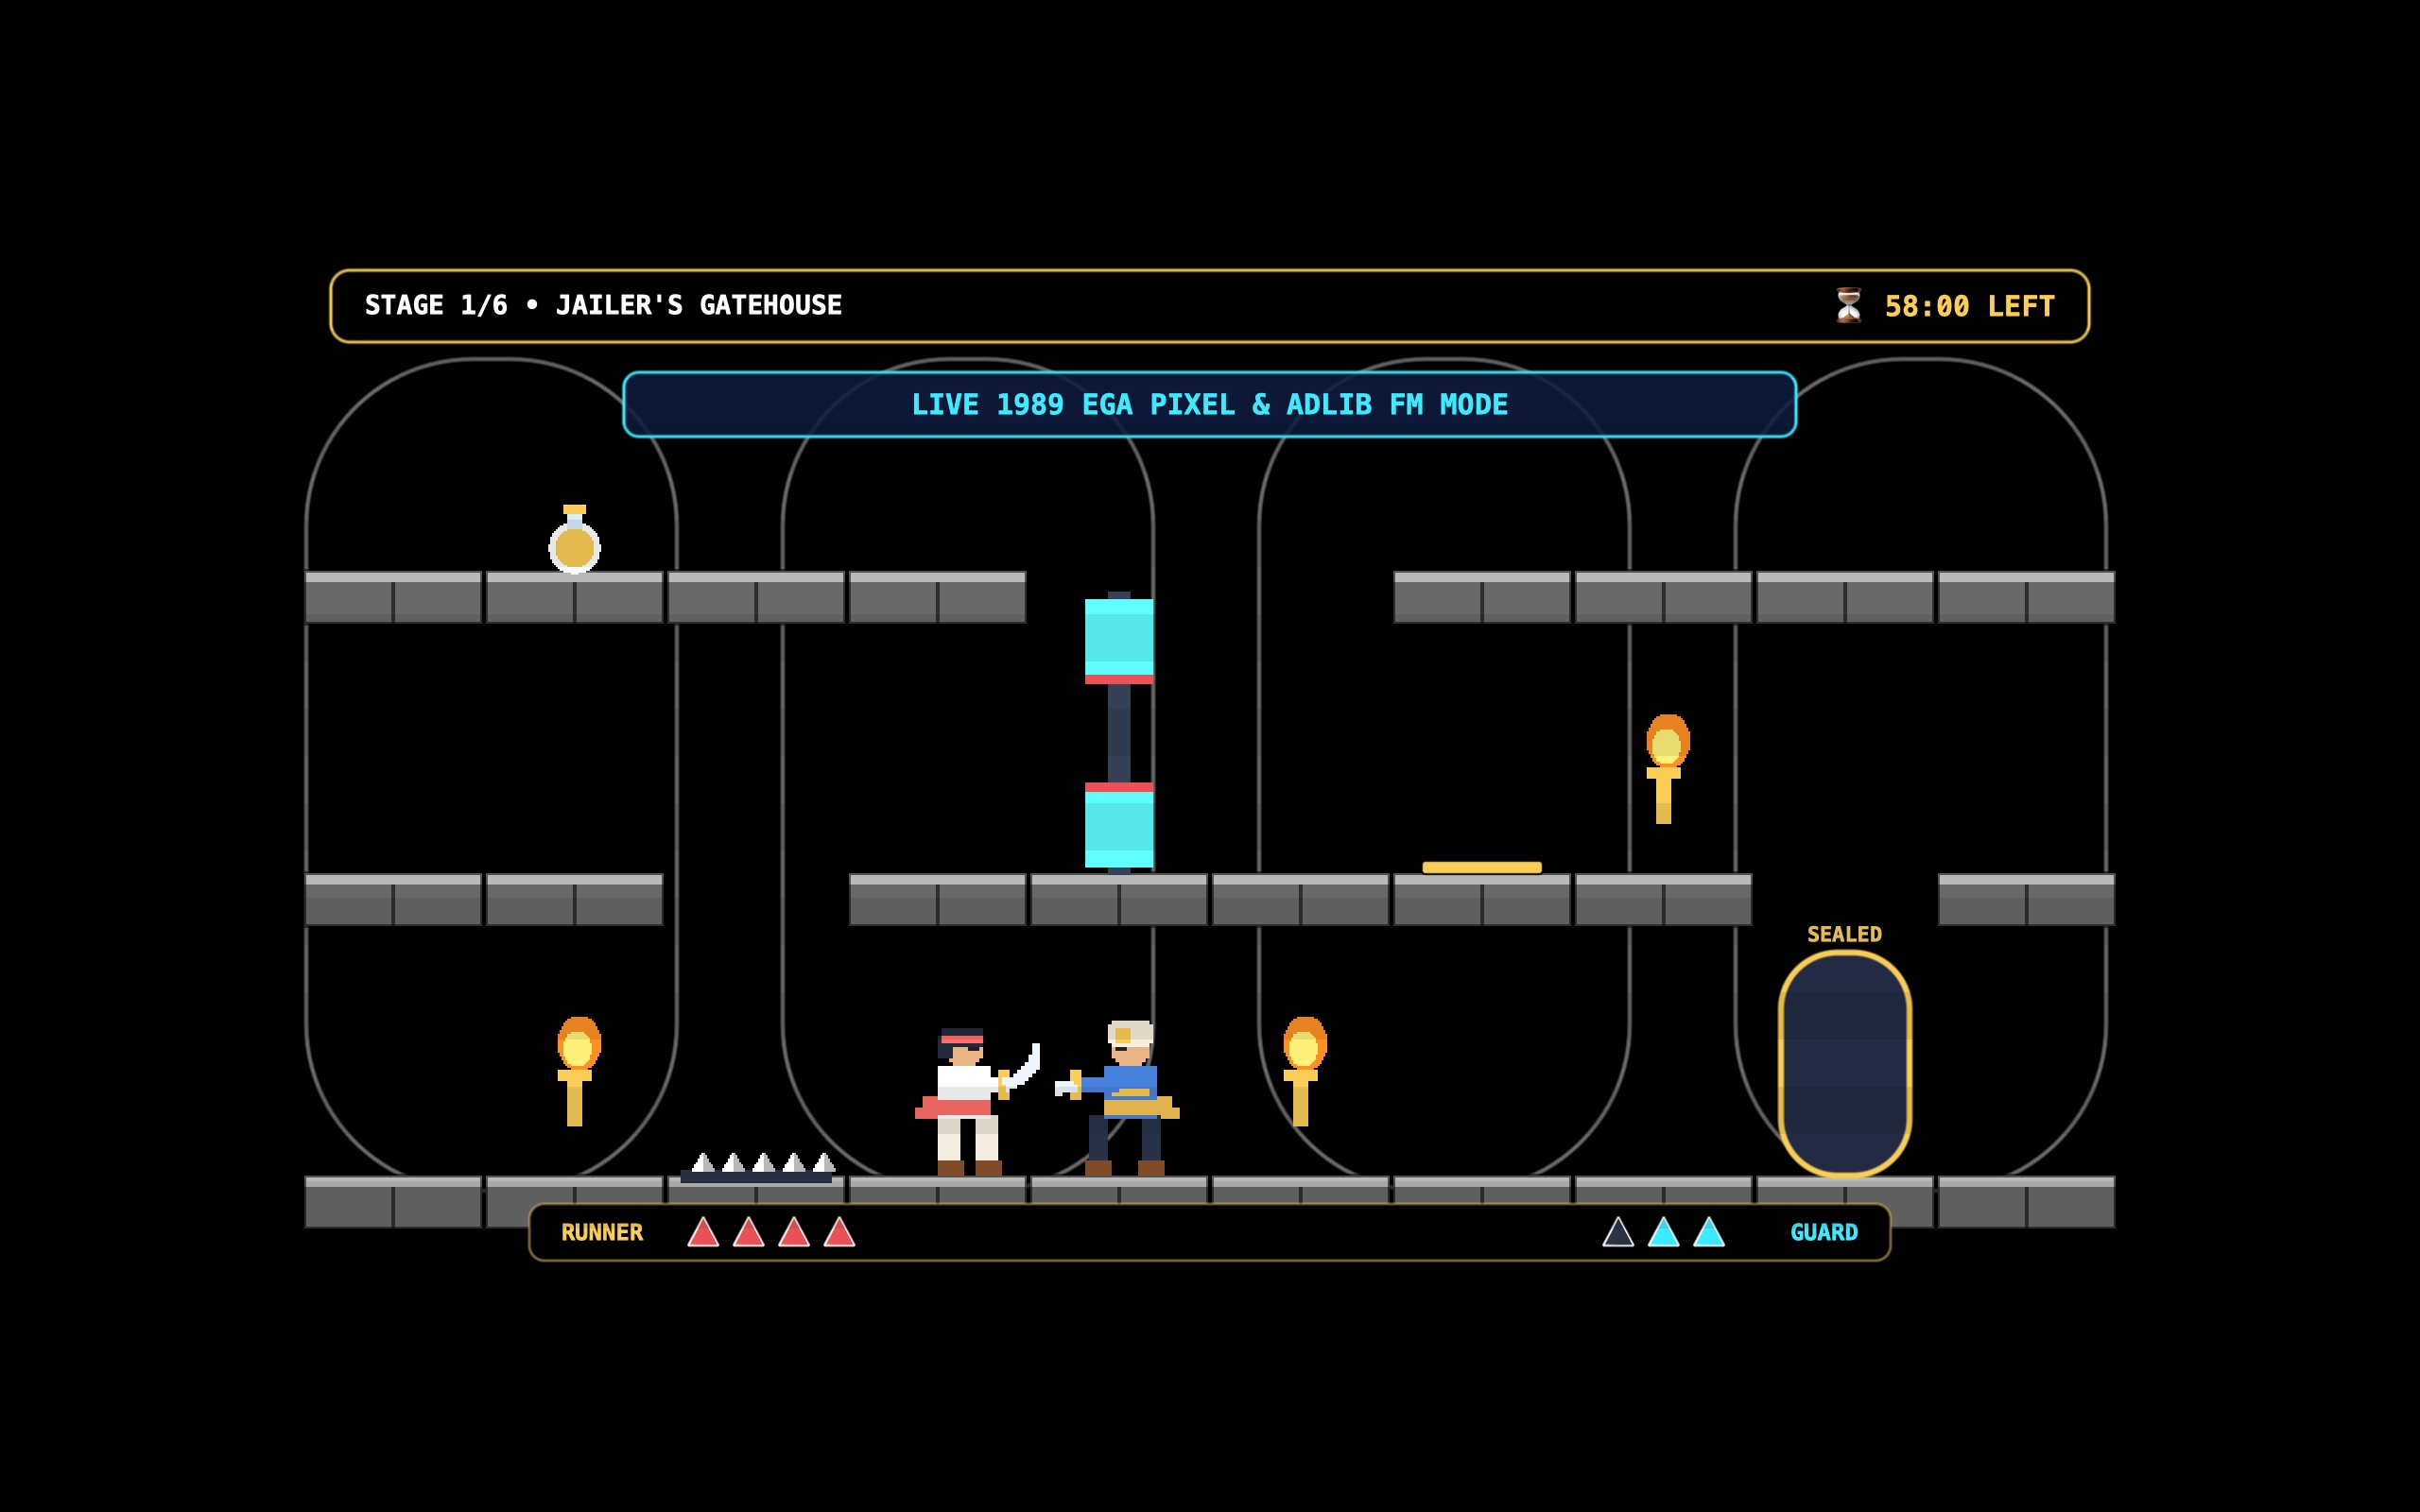 STAGE 1/6 • JAILER'S GATEHOUSE
⏳ 58:00 LEFT
LIVE 1989 EGA PIXEL & ADLIB FM MODE
SEALED
RUNNER
GUARD